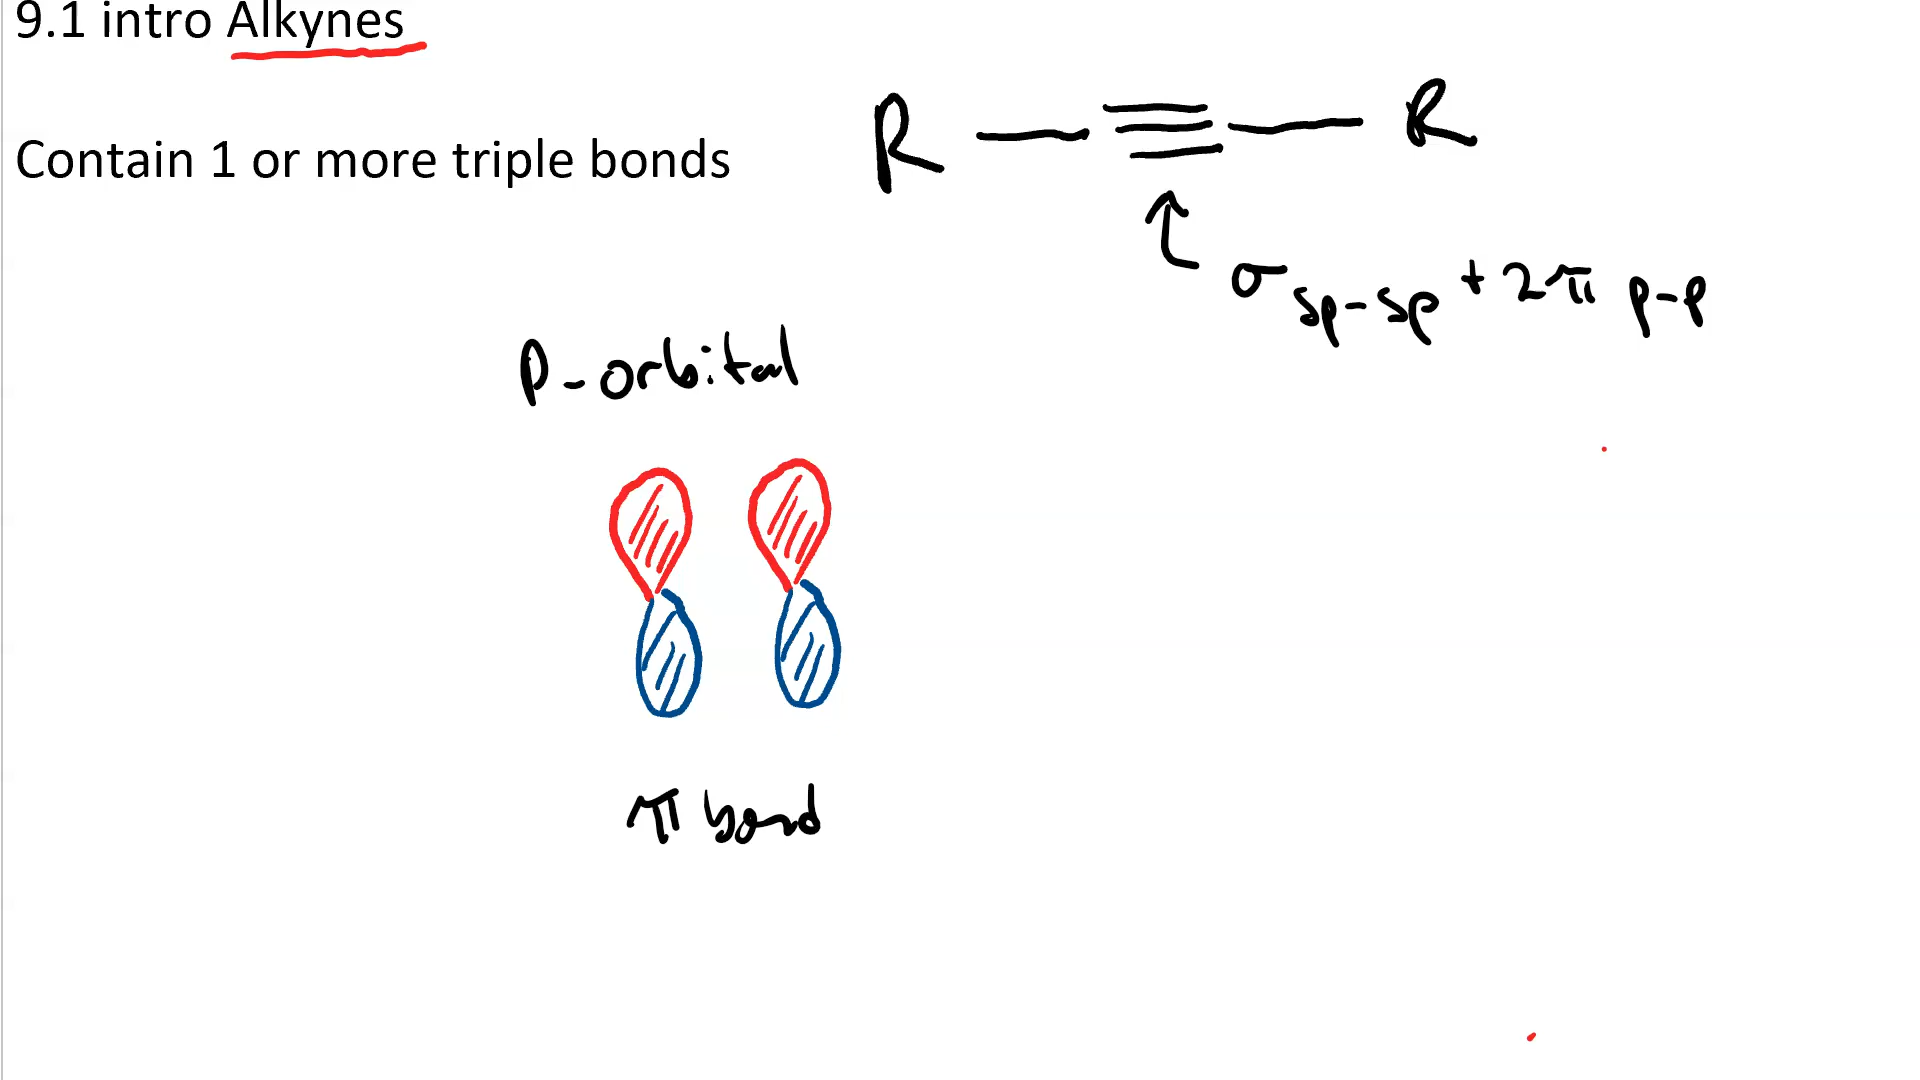 9.1 intro Alkynes
Contain 1 or more triple bonds
R — ≡ — R
σ sp-sp + 2π p-p
P-orbital
π bond